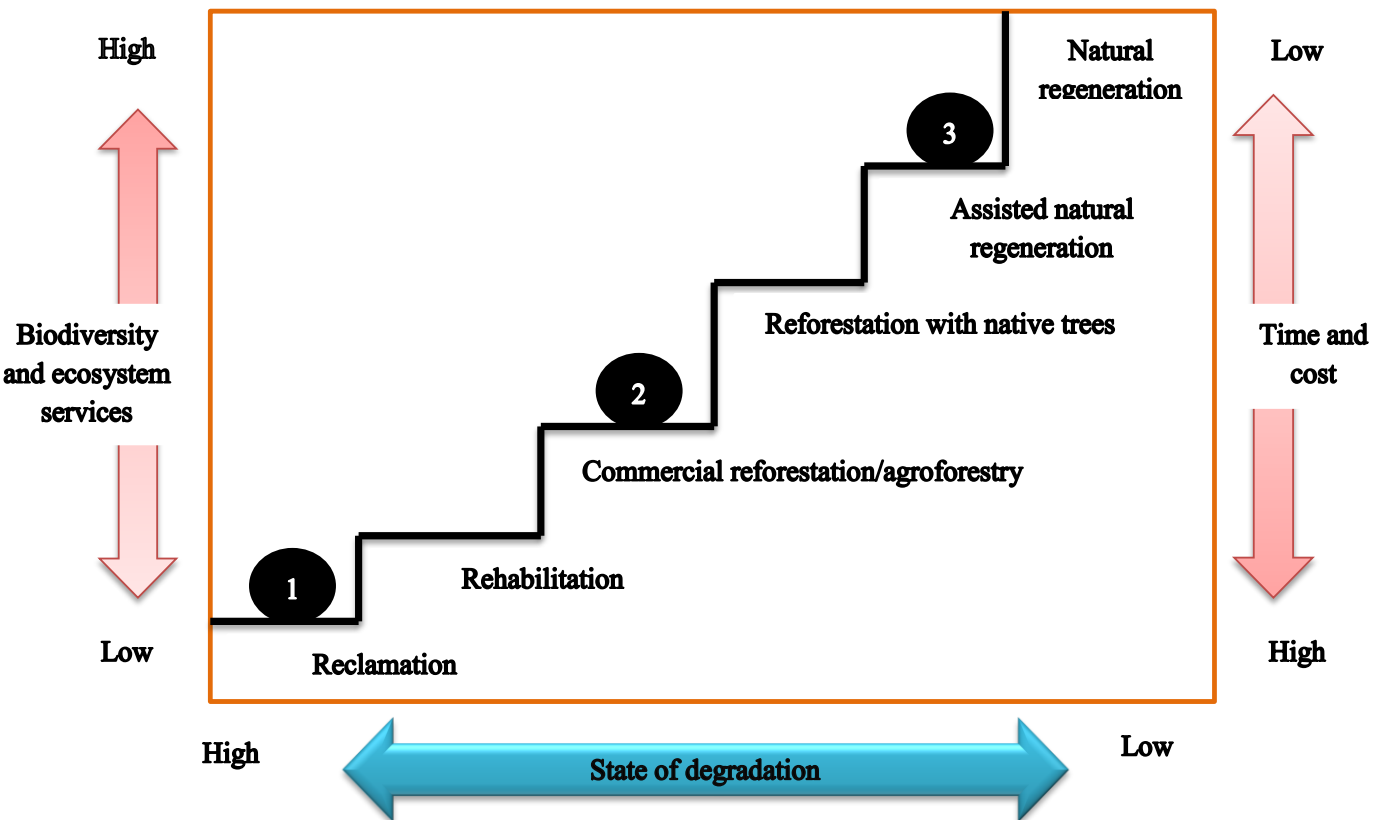 High
Natural
regeneration
Low
3
Assisted natural
regeneration
Biodiversity
and ecosystem
services
Reforestation with native trees
Time and
cost
2
Commercial reforestation/agroforestry
1
Rehabilitation
Low
Reclamation
High
High
State of degradation
Low